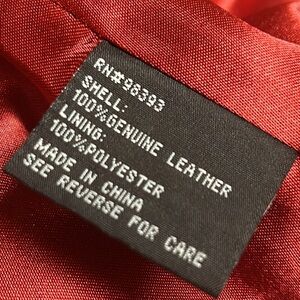 RN#98393
SHELL:
100%GENUINE LEATHER
LINING:
100%POLYESTER
MADE IN CHINA
SEE REVERSE FOR CARE